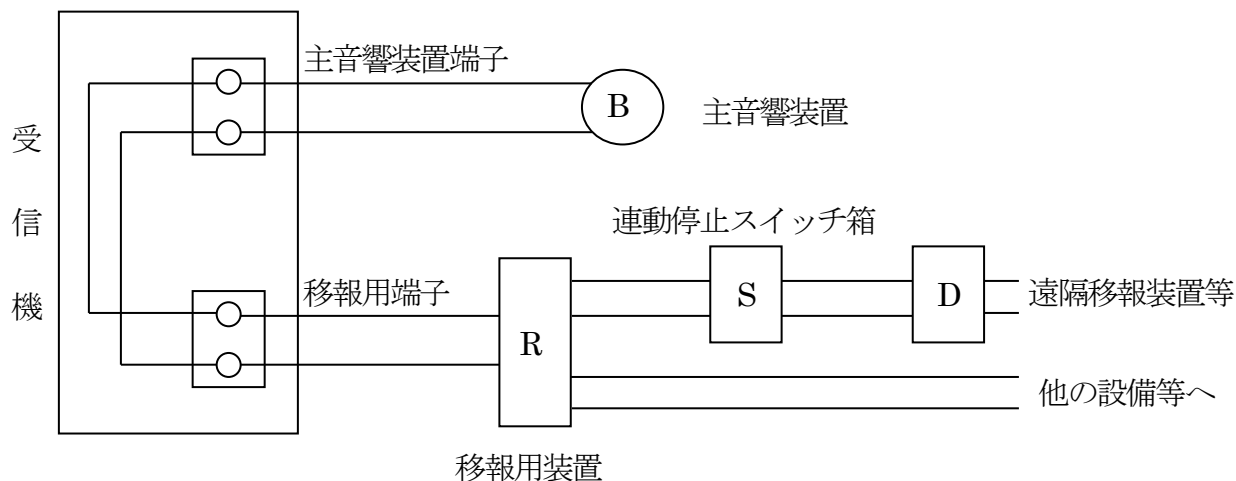 主音響装置端子
B
主音響装置
受信機
連動停止スイッチ箱
移報用端子
S
D
遠隔移報装置等
R
他の設備等へ
移報用装置